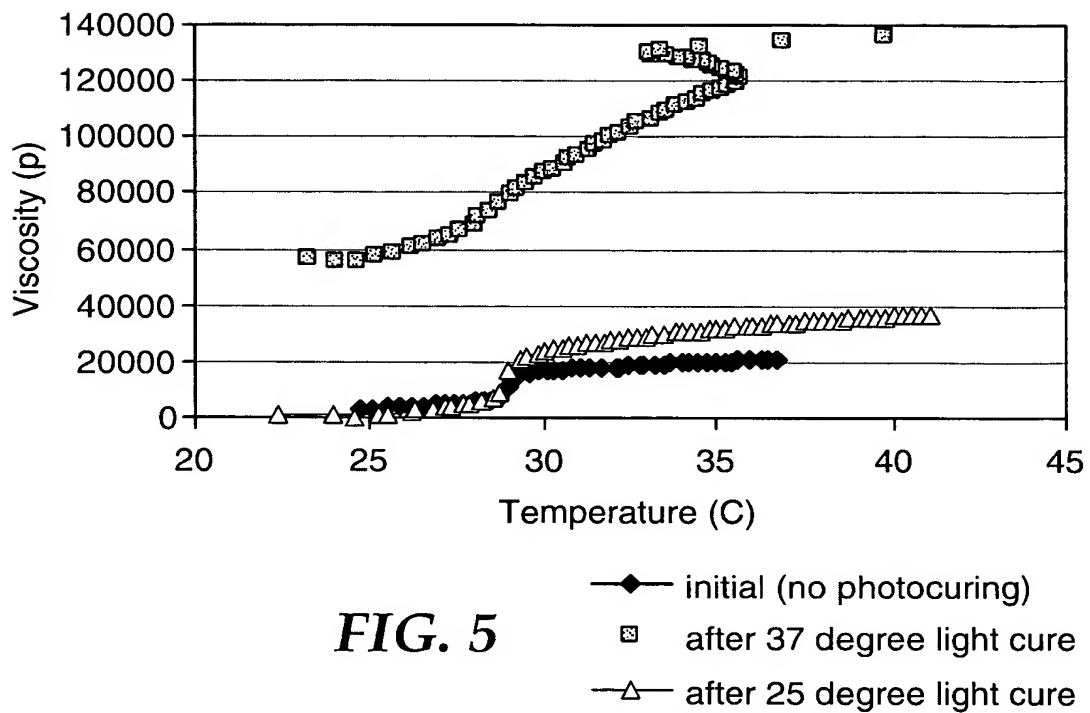 140000
120000
100000
80000
60000
40000
20000
0
Viscosity (p)
20 25 30 35 40 45
Temperature (C)
FIG. 5
initial (no photocuring)
after 37 degree light cure
after 25 degree light cure